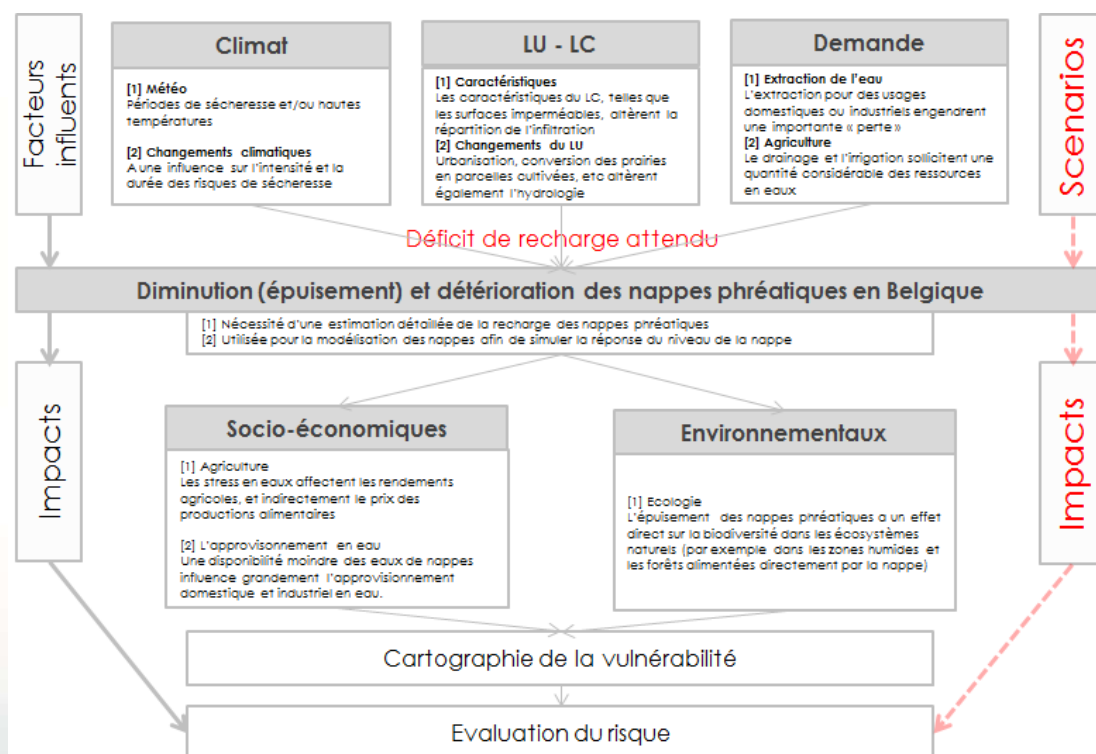 Facteurs
influents
Climat
[1] Météo
Périodes de sécheresse et/ou hautes
températures
[2] Changements climatiques
A une influence sur l'intensité et la
durée des risques de sécheresse
LU - LC
[1] Caractéristiques
Les caractéristiques du LC, telles que
les surfaces imperméables, altèrent la
répartition de l'infiltration
[2] Changements du LU
Urbanisation, conversion des prairies
en parcelles cultivées, etc altèrent
également l'hydrologie
Demande
[1] Extraction de l'eau
L'extraction pour des usages
domestiques ou industriels engendrent
une importante « perte »
[2] Agriculture
Le drainage et l'irrigation sollicitent une
quantité considérable des ressources
en eaux
Scenarios
Déficit de recharge attendu
Diminution (épuisement) et détérioration des nappes phréatiques en Belgique
[1] Nécessité d'une estimation détaillée de la recharge des nappes phréatiques
[2] Utilisée pour la modélisation des nappes afin de simuler la réponse du niveau de la nappe
Impacts
Socio-économiques
[1] Agriculture
Les stress en eaux affectent les rendements
agricoles, et indirectement le prix des
productions alimentaires
[2] L'approvisonnement en eau
Une disponibilité moindre des eaux de nappes
influence grandement l'approvisionnement
domestique et industriel en eau.
Environnementaux
[1] Ecologie
L'épuisement des nappes phréatiques a un effet
direct sur la biodiversité dans les écosystèmes
naturels (par exemple dans les zones humides et
les forêts alimentées directement par la nappe)
Impacts
Cartographie de la vulnérabilité
Evaluation du risque